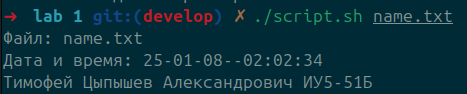 ➜ lab 1 git:(develop) ✗ ./script.sh name.txt
Файл: name.txt
Дата и время: 25-01-08--02:02:34
Тимофей Цыпышев Александрович ИУ5-51Б